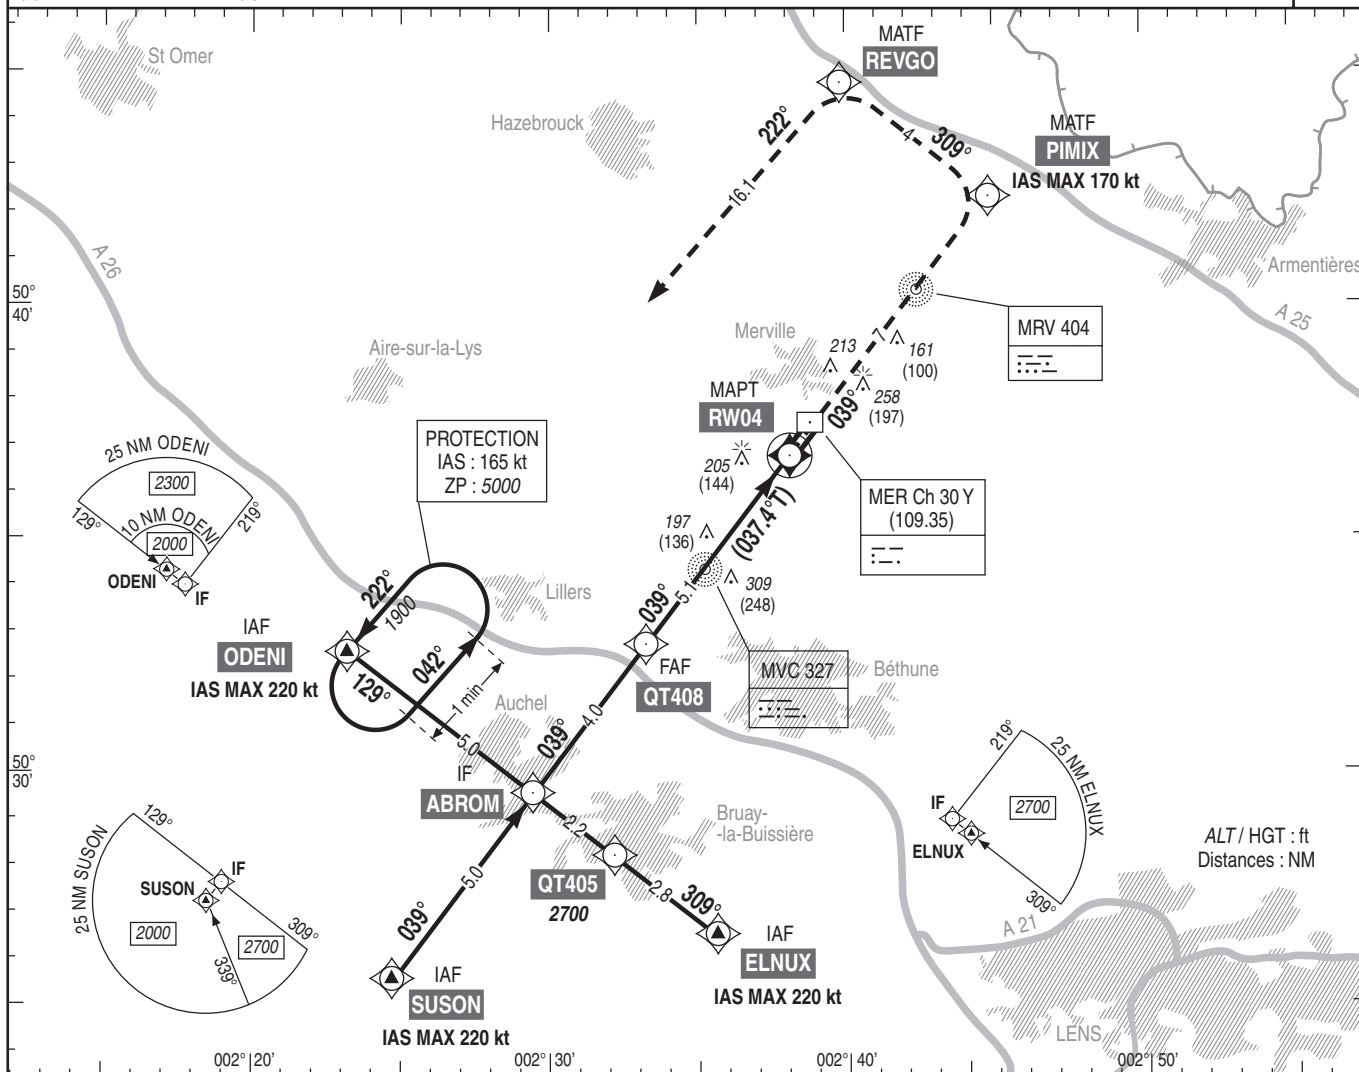 MATF
REVGO
St Omer
Hazebrouck
222°
4
309°
MATF
PIMIX
IAS MAX 170 kt
16.1
A 26
Armentières
50°
40'
A 25
MRV 404
Merville
213
7
161
(100)
Aire-sur-la-Lys
258
(197)
MAPT
RW04
039°
PROTECTION
IAS : 165 kt
ZP : 5000
205
(144)
MER Ch 30 Y
(109.35)
25 NM ODENI
2300
129°
219°
10 NM ODENI
2000
ODENI
IF
197
(136)
(037.4°T)
309
(248)
5.1
039°
222°
1900
Lillers
IAF
ODENI
IAS MAX 220 kt
042°
129°
1 min
FAF
QT408
MVC 327
Béthune
Auchel
4.0
039°
5.0
IF
ABROM
50°
30'
2.2
Bruay-
-la-Buissière
QT405
2700
2.8
309°
IAF
ELNUX
IAS MAX 220 kt
219°
25 NM ELNUX
IF
2700
ELNUX
309°
ALT / HGT : ft
Distances : NM
129°
25 NM SUSON
IF
SUSON
2000
2700
309°
339°
5.0
039°
IAF
SUSON
IAS MAX 220 kt
A 21
LENS
002° 20'
002° 30'
002° 40'
002° 50'